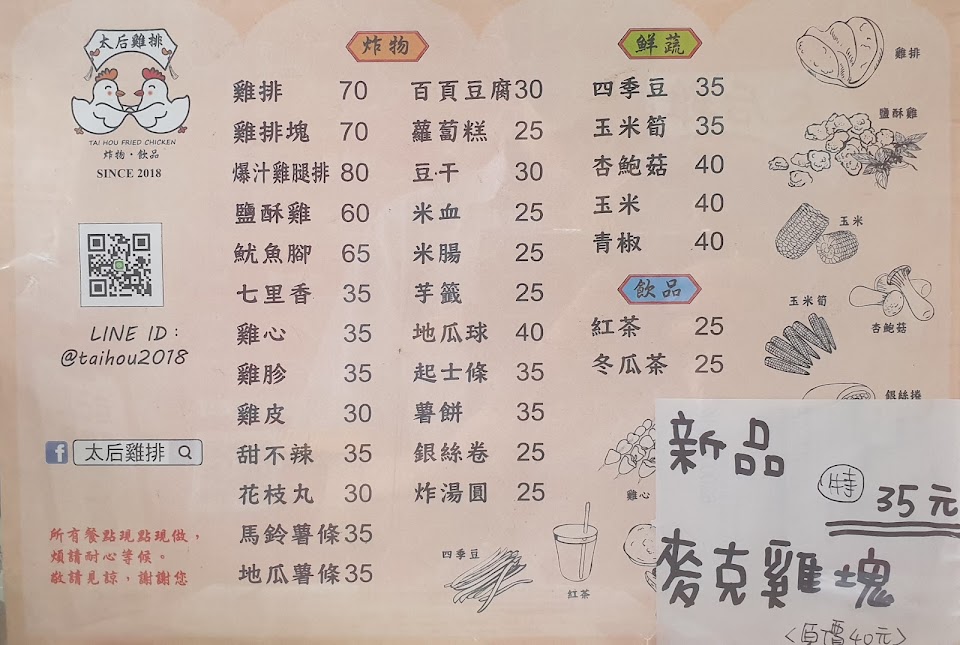 太后雞排
TAI HOU FRIED CHICKEN
炸物・飲品
SINCE 2018
LINE ID：
@taihou2018
f 太后雞排
所有餐點現點現做，
煩請耐心等候。
敬請見諒，謝謝您
炸物
雞排 70
雞排塊 70
爆汁雞腿排 80
鹽酥雞 60
魷魚腳 65
七里香 35
雞心 35
雞胗 35
雞皮 30
甜不辣 35
花枝丸 30
馬鈴薯條 35
地瓜薯條 35
百頁豆腐 30
蘿蔔糕 25
豆干 30
米血 25
米腸 25
芋籤 25
地瓜球 40
起士條 35
薯餅 35
銀絲卷 25
炸湯圓 25
鮮蔬
四季豆 35
玉米筍 35
杏鮑菇 40
玉米 40
青椒 40
飲品
紅茶 25
冬瓜茶 25
雞排
鹽酥雞
玉米
玉米筍
杏鮑菇
銀絲捲
雞心
四季豆
紅茶
新品
特 35元
麥克雞塊
<原價40元>